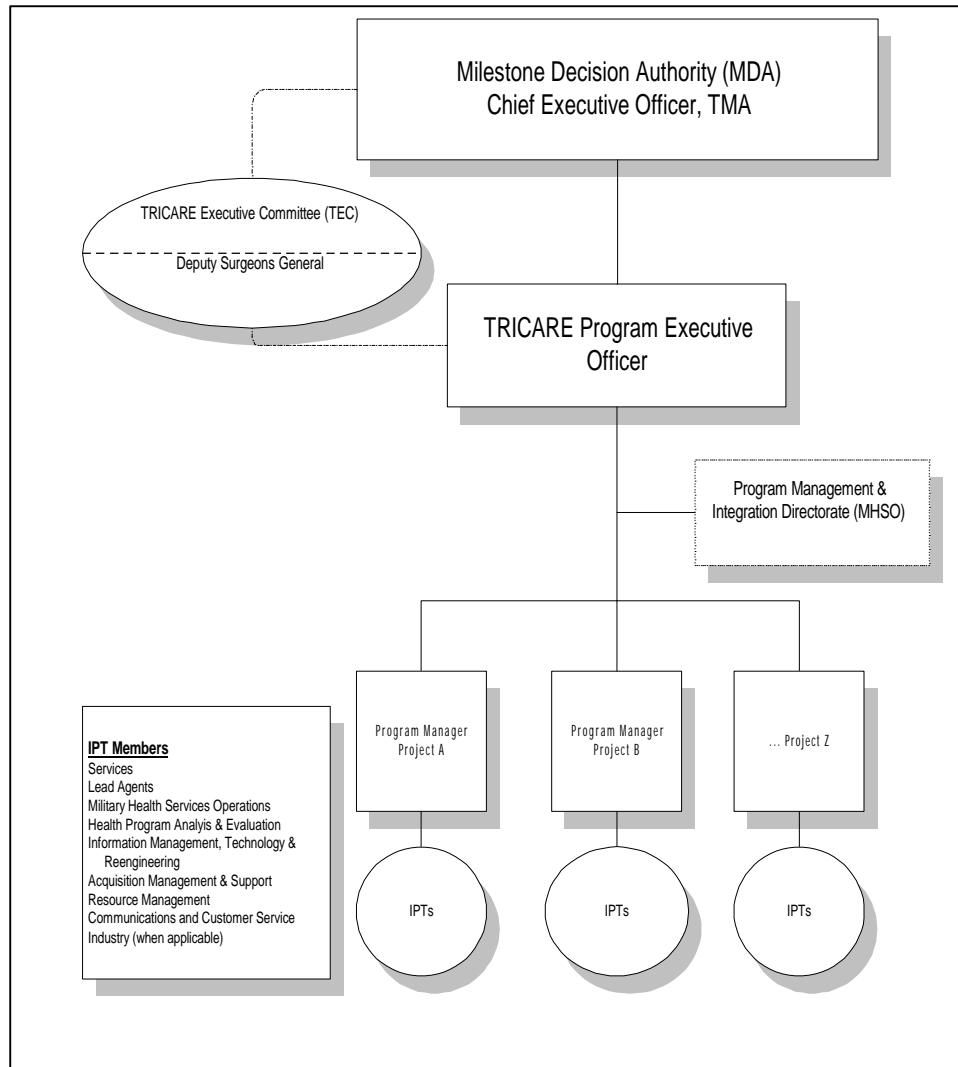 Milestone Decision Authority (MDA)
Chief Executive Officer, TMA
TRICARE Executive Committee (TEC)
Deputy Surgeons General
TRICARE Program Executive
Officer
Program Management &
Integration Directorate (MHSO)
Program Manager
Project A
Program Manager
Project B
... Project Z
IPT Members
Services
Lead Agents
Military Health Services Operations
Health Program Analyis & Evaluation
Information Management, Technology &
Reengineering
Acquisition Management & Support
Resource Management
Communications and Customer Service
Industry (when applicable)
IPTs
IPTs
IPTs